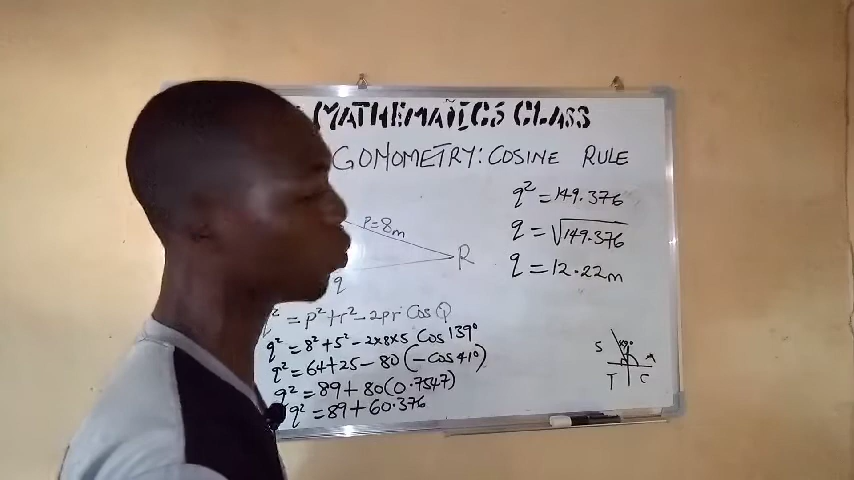 MATHEMATICS CLASS
GONOMETRY: COSINE RULE
P=8m
R
q
² = p²+r²-2pr Cos Q
q² = 8²+5²-2x8x5 Cos 139°
q² = 64+25-80(-Cos 41°)
q² = 89+80(0.7547)
q² = 89+60.376
q² = 149.376
q = √149.376
q = 12.22m
S A
T C